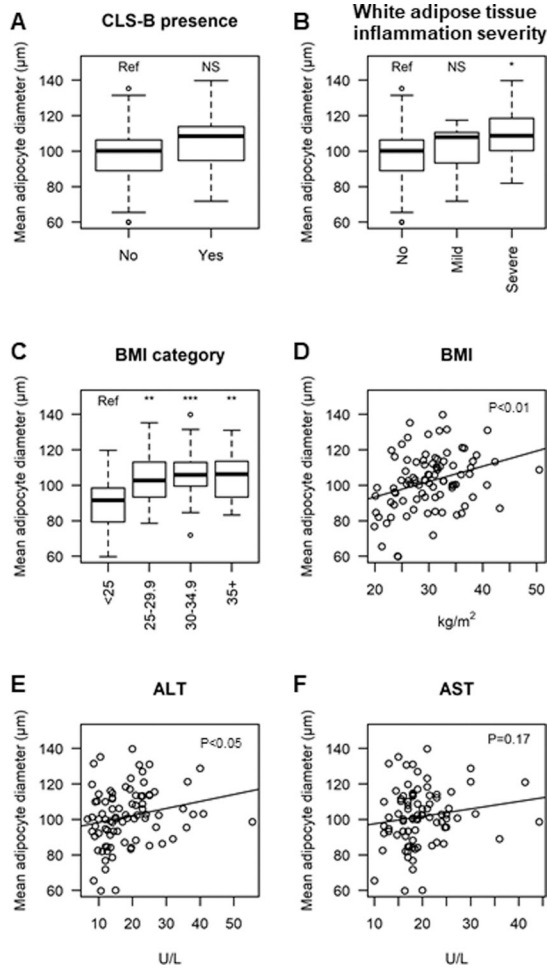 A
CLS-B presence
Mean adipocyte diameter (µm)
140
120
100
80
60
Ref
NS
No
Yes
B
White adipose tissue
inflammation severity
Mean adipocyte diameter (µm)
140
120
100
80
60
Ref
NS
*
No
Mild
Severe
C
BMI category
Mean adipocyte diameter (µm)
140
120
100
80
60
Ref
**
***
**
<25
25-29.9
30-34.9
35+
D
BMI
Mean adipocyte diameter (µm)
140
120
100
80
60
P<0.01
20 25 30 35 40 45 50
kg/m²
E
ALT
Mean adipocyte diameter (µm)
140
120
100
80
60
P<0.05
10 20 30 40 50
U/L
F
AST
Mean adipocyte diameter (µm)
140
120
100
80
60
P=0.17
10 20 30 40
U/L